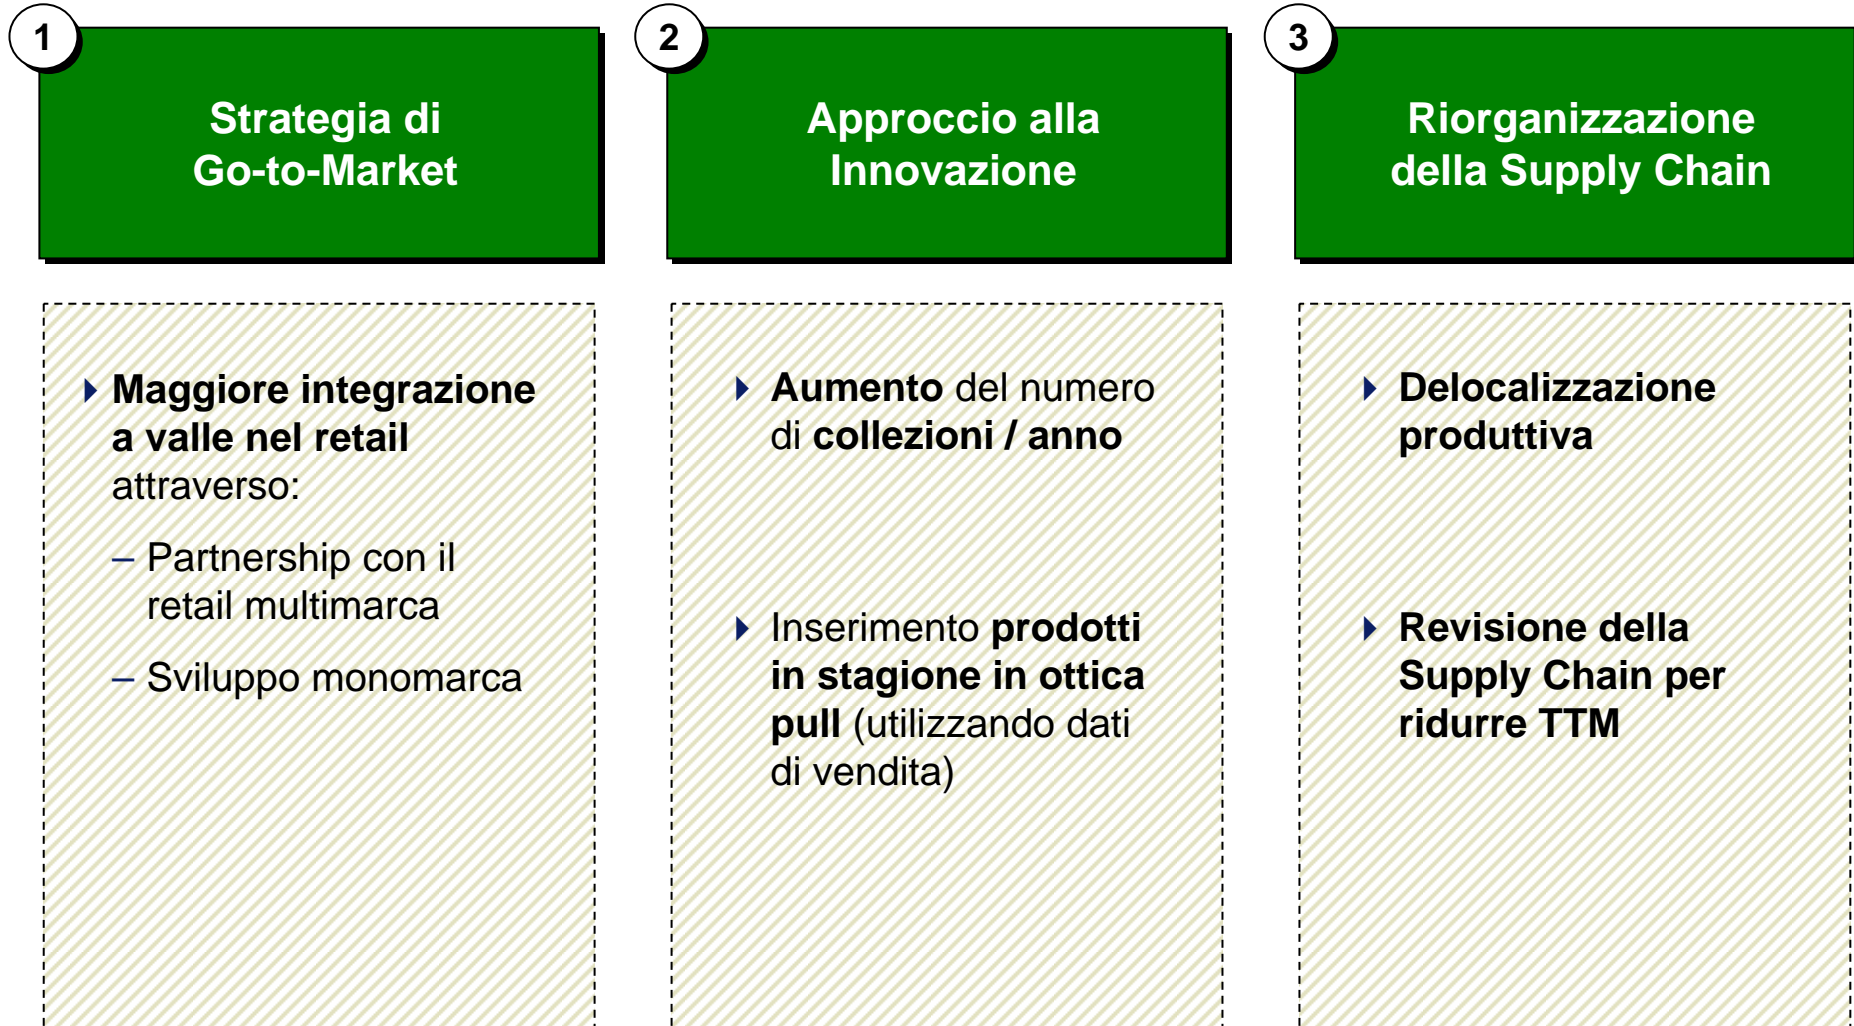 1
Strategia di
Go-to-Market
Maggiore integrazione
a valle nel retail
attraverso:
– Partnership con il
retail multimarca
– Sviluppo monomarca
2
Approccio alla
Innovazione
Aumento del numero
di collezioni / anno
Inserimento prodotti
in stagione in ottica
pull (utilizzando dati
di vendita)
3
Riorganizzazione
della Supply Chain
Delocalizzazione
produttiva
Revisione della
Supply Chain per
ridurre TTM